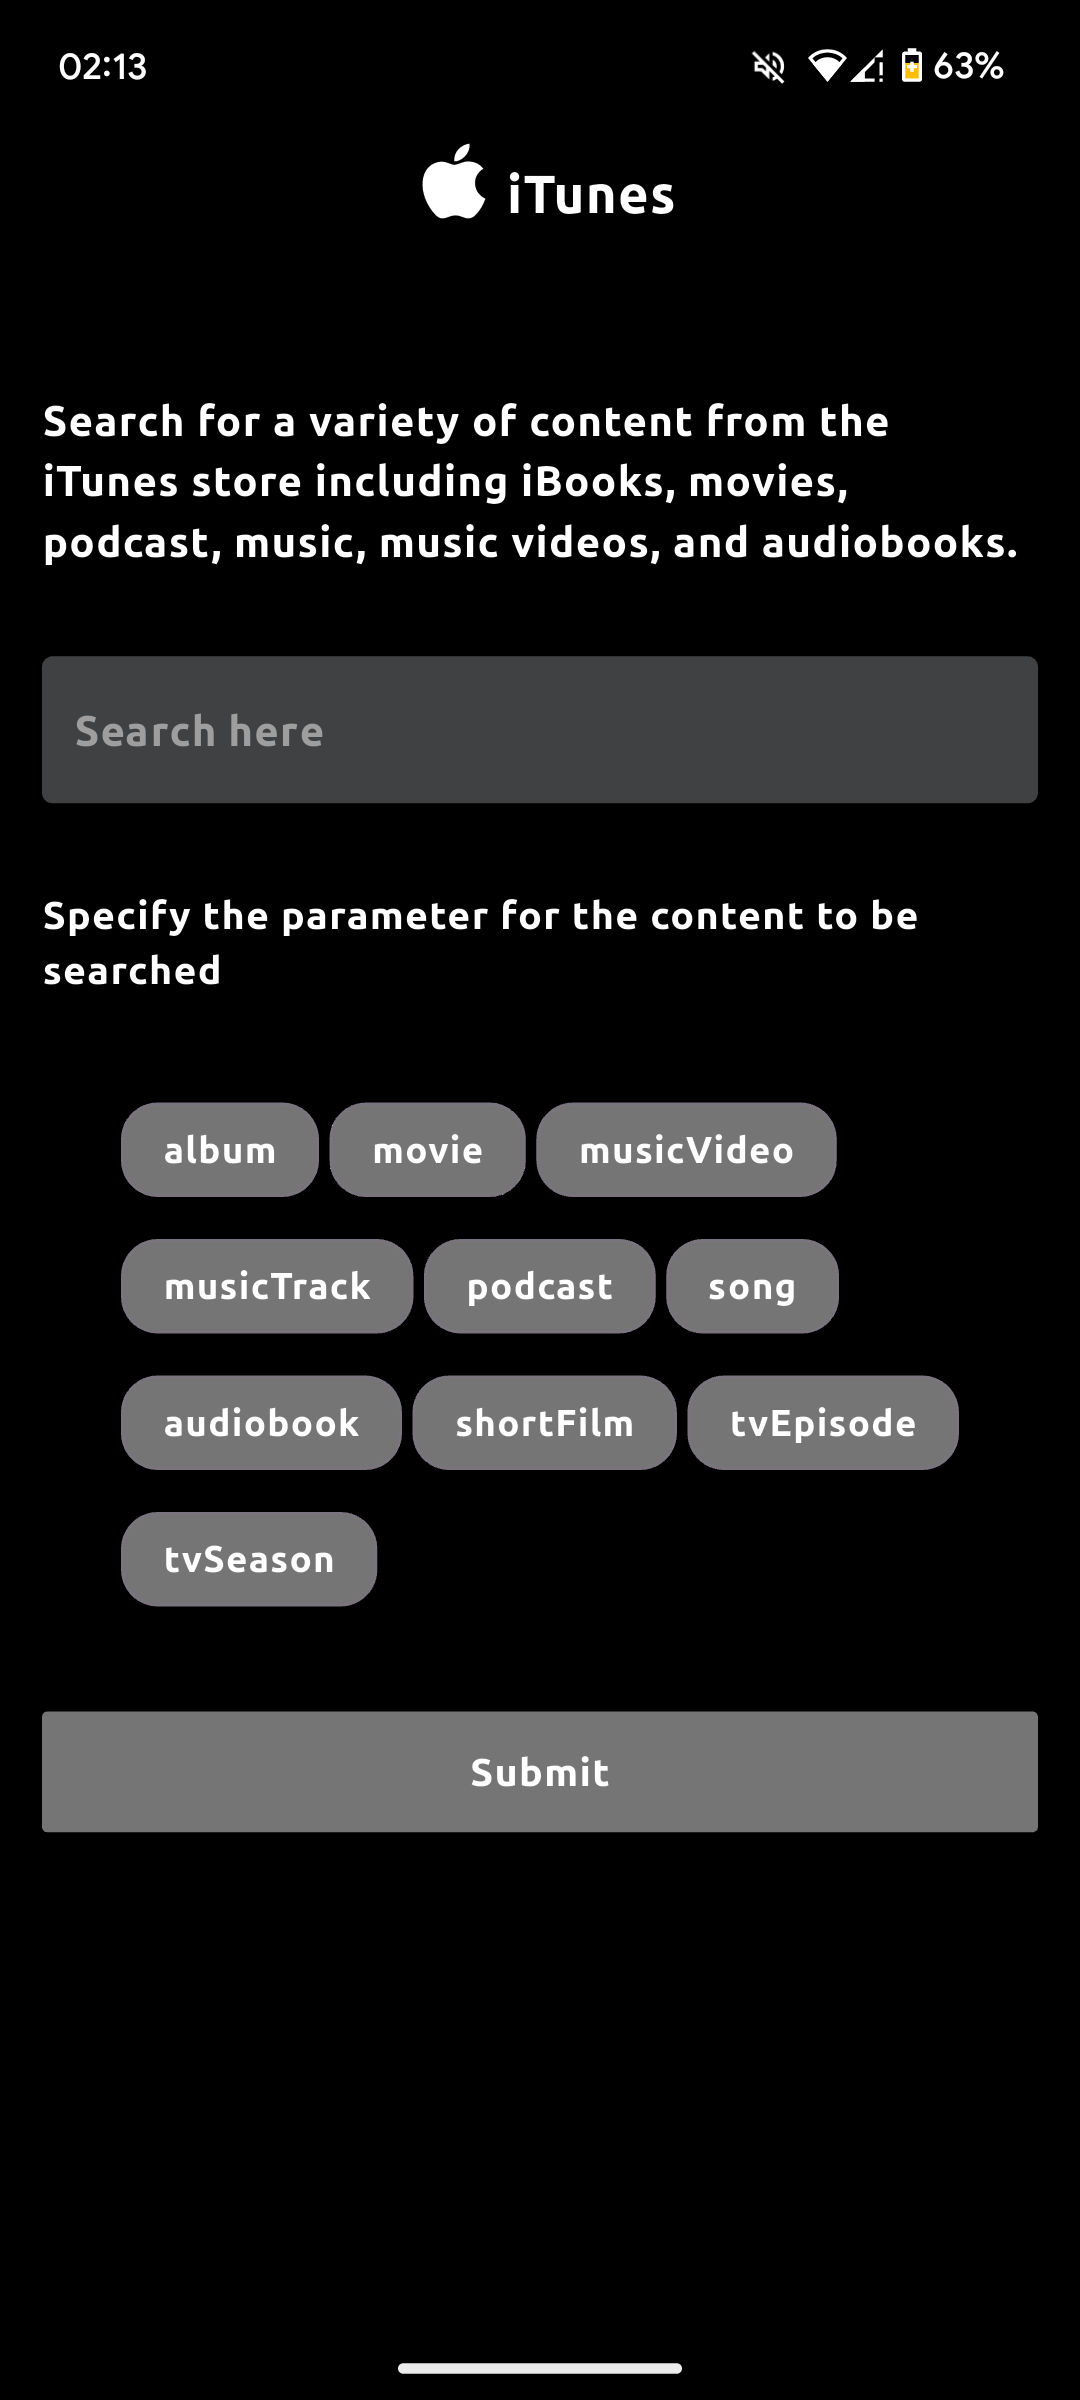 02:13 63%
iTunes
Search for a variety of content from the
iTunes store including iBooks, movies,
podcast, music, music videos, and audiobooks.
Search here
Specify the parameter for the content to be
searched
album movie musicVideo
musicTrack podcast song
audiobook shortFilm tvEpisode
tvSeason
Submit